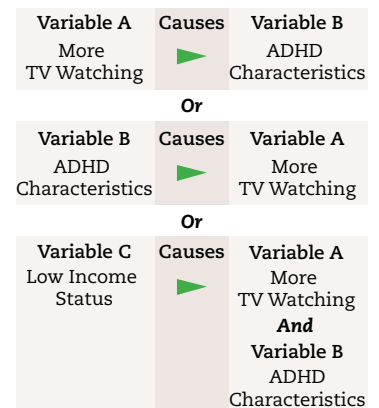 Variable A Causes Variable B
More
TV Watching
ADHD
Characteristics
Or
Variable B Causes Variable A
ADHD
Characteristics
More
TV Watching
Or
Variable C Causes Variable A
Low Income
Status
More
TV Watching
And
Variable B
ADHD
Characteristics